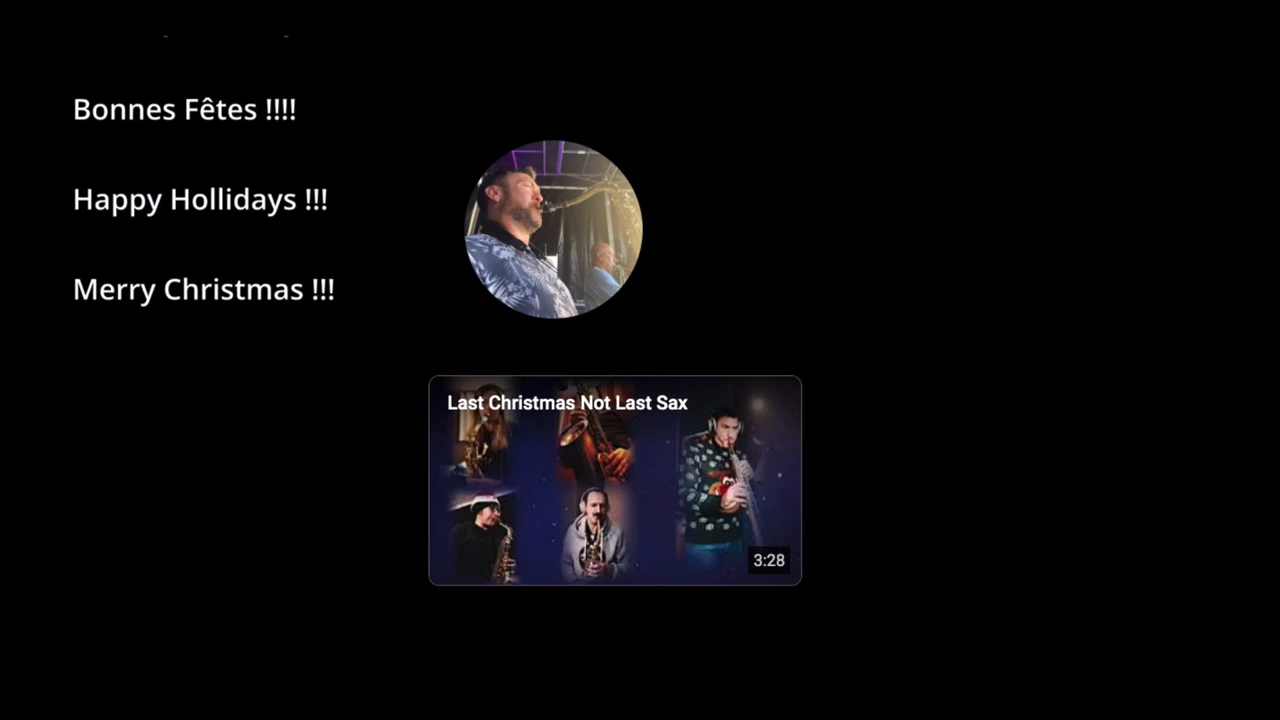 Bonnes Fêtes !!!!
Happy Hollidays !!!
Merry Christmas !!!
Last Christmas Not Last Sax
3:28